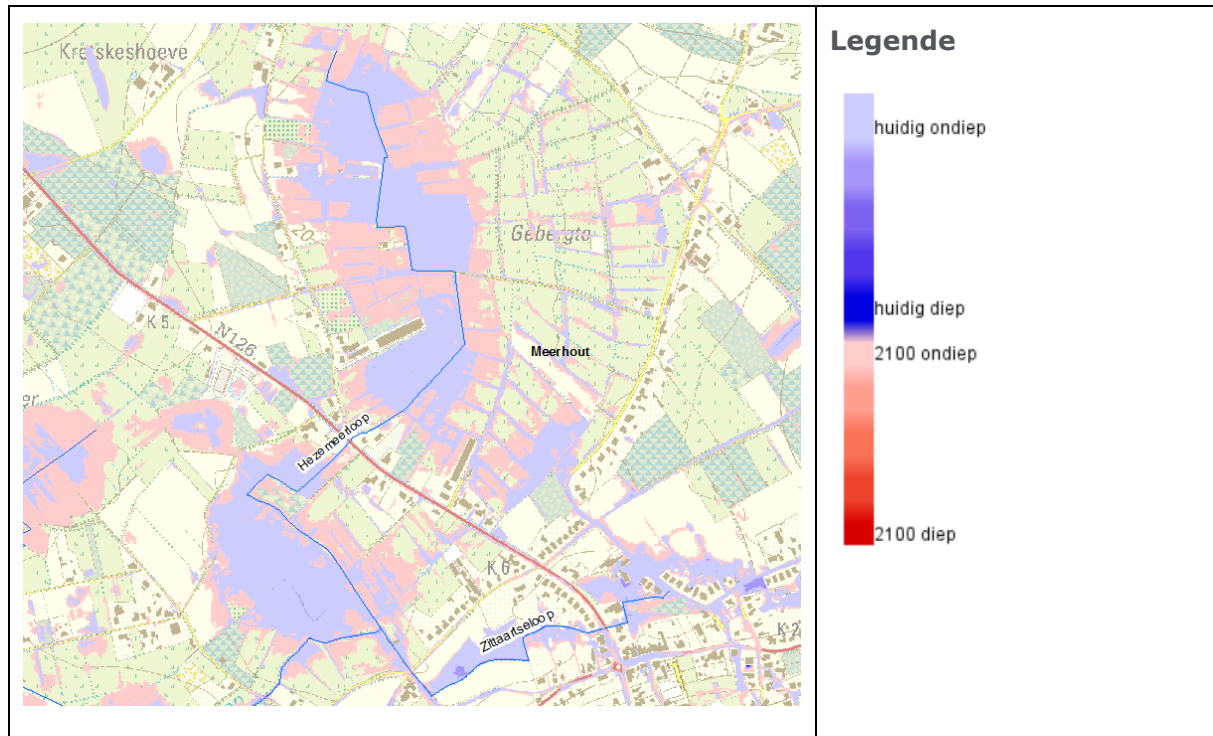 Kretskeshoeve
20
Gebergte
K 5
N126
Meerhout
er
Hezemeerloop
K 6
Zittaartseloop
K 2
Legende
huidig ondiep
huidig diep
2100 ondiep
2100 diep